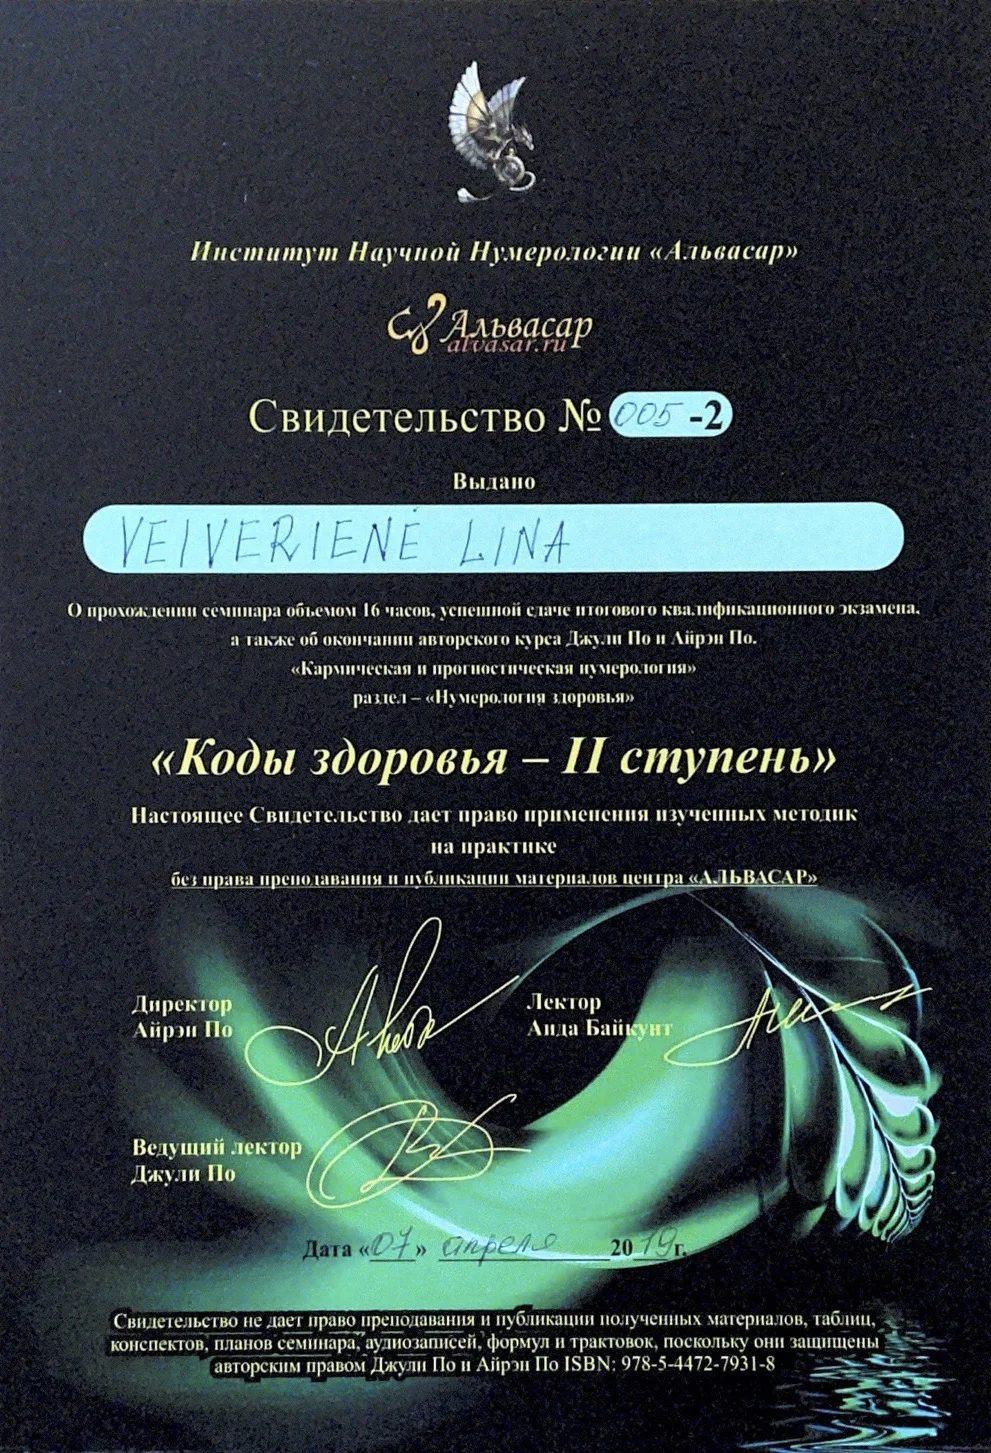 Институт Научной Нумерологии «Альвасар»
Альвасар
alvasar.ru
Свидетельство № 005 -2
Выдано
VEIVERIENĖ LINA
О прохождении семинара объемом 16 часов, успешной сдаче итогового квалификационного экзамена,
а также об окончании авторского курса Джули По и Айрэн По.
«Кармическая и прогностическая нумерология»
раздел – «Нумерология здоровья»
«Коды здоровья – II ступень»
Настоящее Свидетельство дает право применения изученных методик
на практике
без права преподавания и публикации материалов центра «АЛЬВАСАР»
Директор
Айрэн По
Лектор
Аида Байкунт
Ведущий лектор
Джули По
Дата «07» апреля 2019г.
Свидетельство не дает право преподавания и публикации полученных материалов, таблиц,
конспектов, планов семинара, аудиозаписей, формул и трактовок, поскольку они защищены
авторским правом Джули По и Айрэн По ISBN: 978-5-4472-7931-8